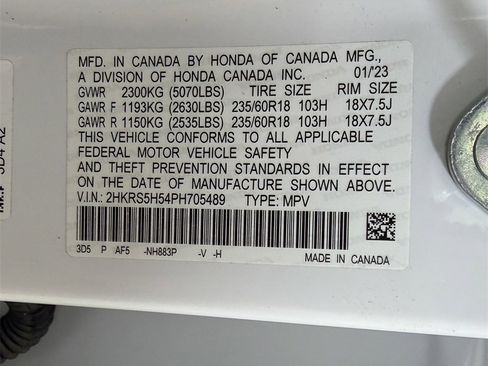 MFD. IN CANADA BY HONDA OF CANADA MFG.,
A DIVISION OF HONDA CANADA INC. 01/'23
GVWR 2300KG (5070LBS) TIRE SIZE RIM SIZE
GAWR F 1193KG (2630LBS) 235/60R18 103H 18X7.5J
GAWR R 1150KG (2535LBS) 235/60R18 103H 18X7.5J
THIS VEHICLE CONFORMS TO ALL APPLICABLE
FEDERAL MOTOR VEHICLE SAFETY
AND THEFT PREVENTION STANDARDS IN EFFECT
ON THE DATE OF MANUFACTURE SHOWN ABOVE.
V.I.N.: 2HKRS5H54PH705489 TYPE: MPV
3D5 P AF5 -NH883P -V -H
MADE IN CANADA
3D4 A2